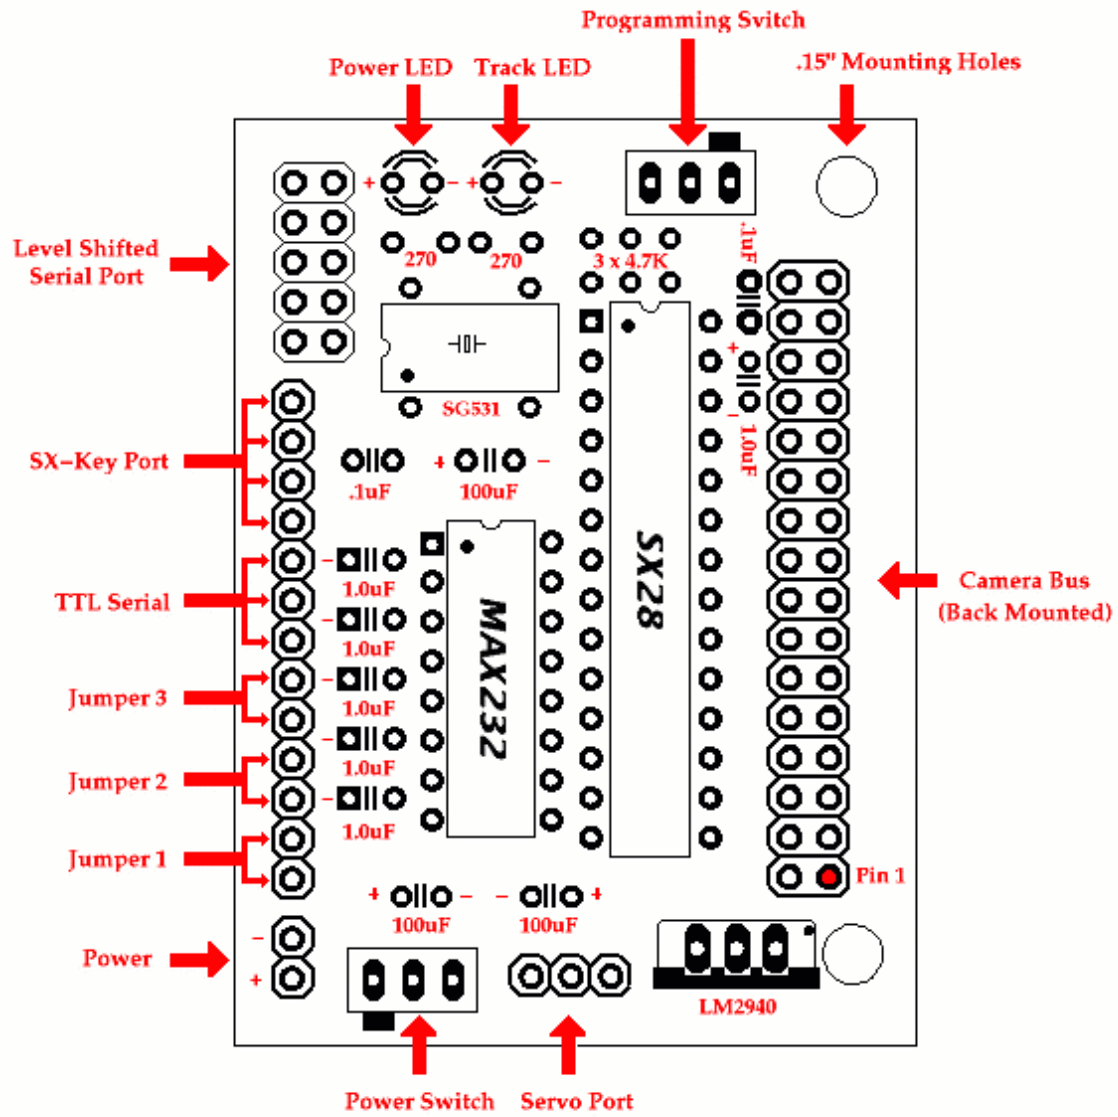 Programming Svitch
Power LED
Track LED
.15" Mounting Holes
+
-
+
-
Level Shifted
Serial Port
270
270
3 x 4.7K
.1uF
+
-
1.0uF
SG531
SX-Key Port
.1uF
+
100uF
-
SX28
MAX232
TTL Serial
-
1.0uF
-
1.0uF
Camera Bus
(Back Mounted)
Jumper 3
-
1.0uF
Jumper 2
-
1.0uF
-
1.0uF
Jumper 1
Pin 1
+
-
100uF
-
+
100uF
Power
-
+
LM2940
Power Switch
Servo Port